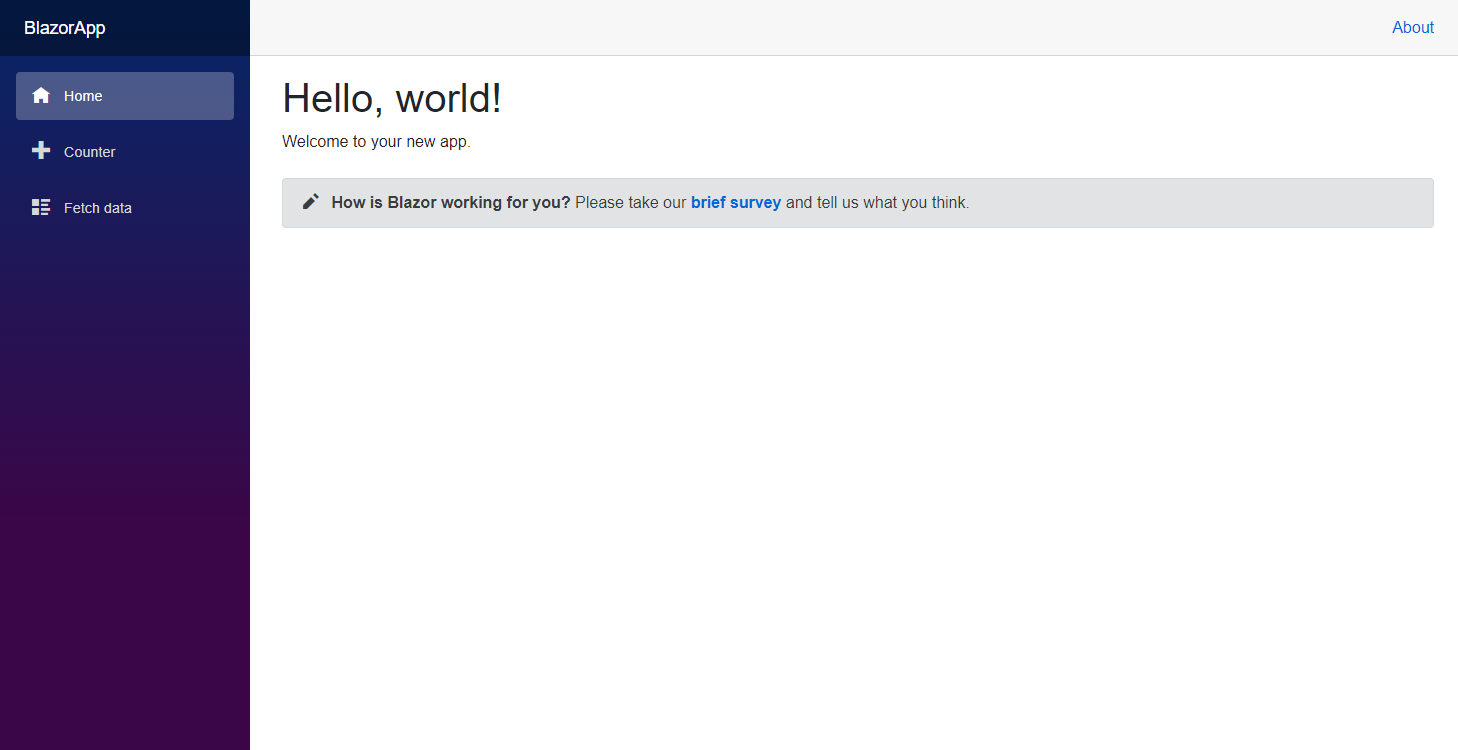 BlazorApp
About
Home
Counter
Fetch data
Hello, world!
Welcome to your new app.
How is Blazor working for you? Please take our brief survey and tell us what you think.